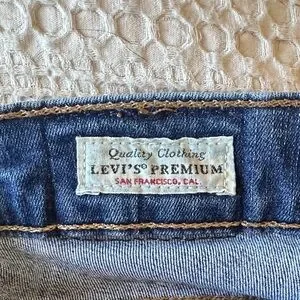 Quality Clothing
LEVI'S® PREMIUM
SAN FRANCISCO, CAL.